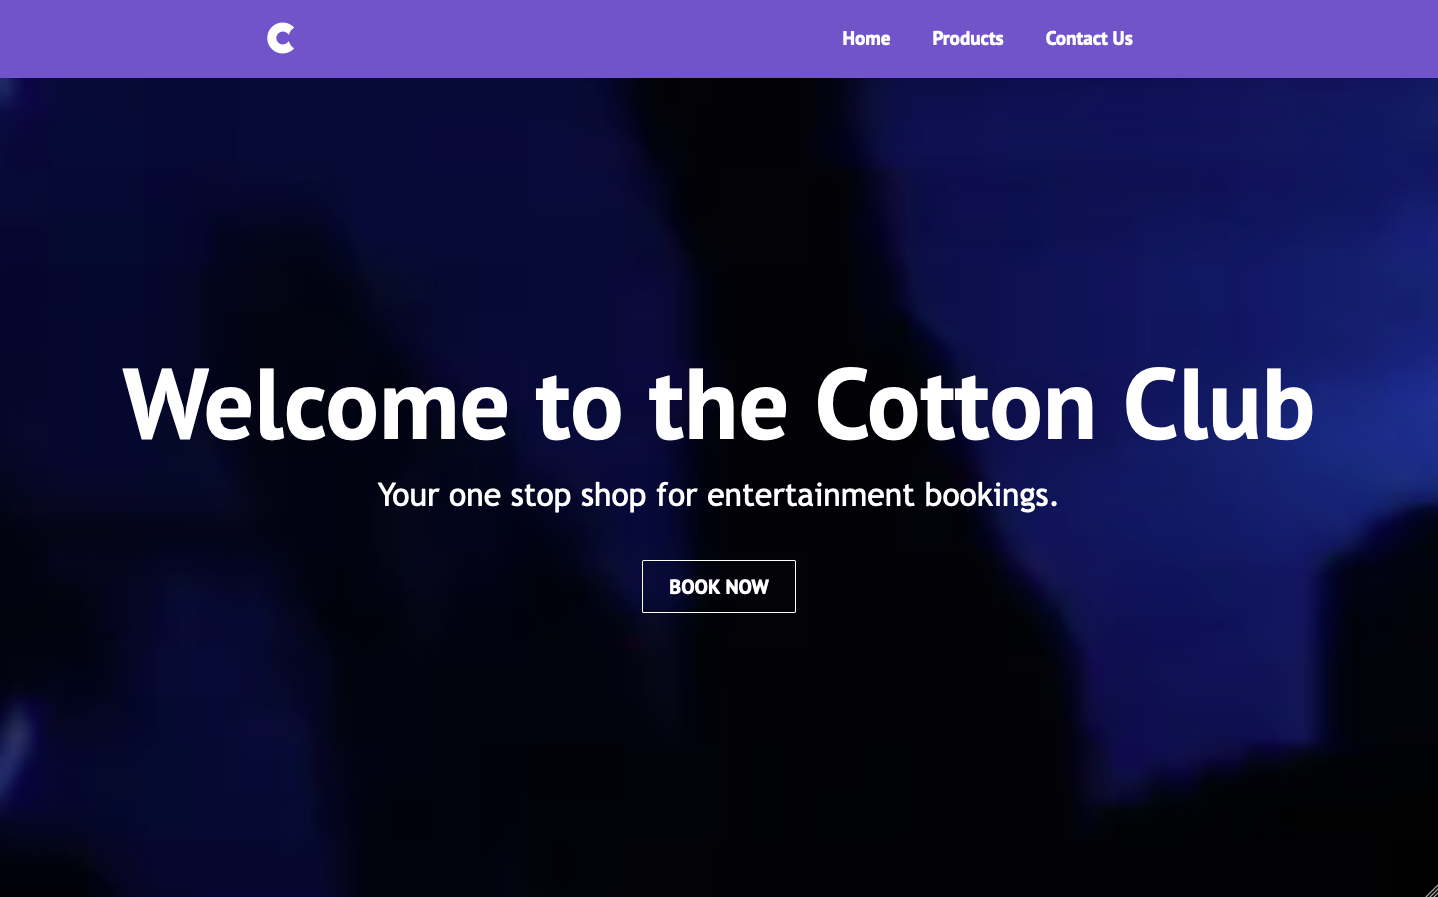 C
Home Products Contact Us
Welcome to the Cotton Club
Your one stop shop for entertainment bookings.
BOOK NOW